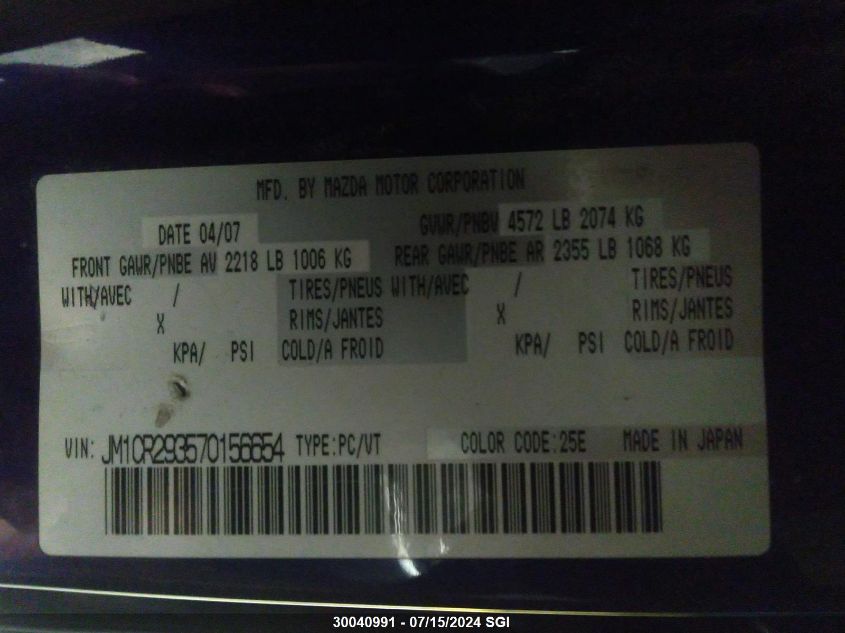 MFD. BY MAZDA MOTOR CORPORATION
DATE 04/07 GVWR/PNBV 4572 LB 2074 KG
FRONT GAWR/PNBE AV 2218 LB 1006 KG REAR GAWR/PNBE AR 2355 LB 1068 KG
WITH/AVEC / TIRES/PNEUS WITH/AVEC / TIRES/PNEUS
X RIMS/JANTES X RIMS/JANTES
KPA/ PSI COLD/A FROID KPA/ PSI COLD/A FROID
VIN: JM1CR293570156654 TYPE:PC/VT COLOR CODE:25E MADE IN JAPAN
30040991 - 07/15/2024 SGI